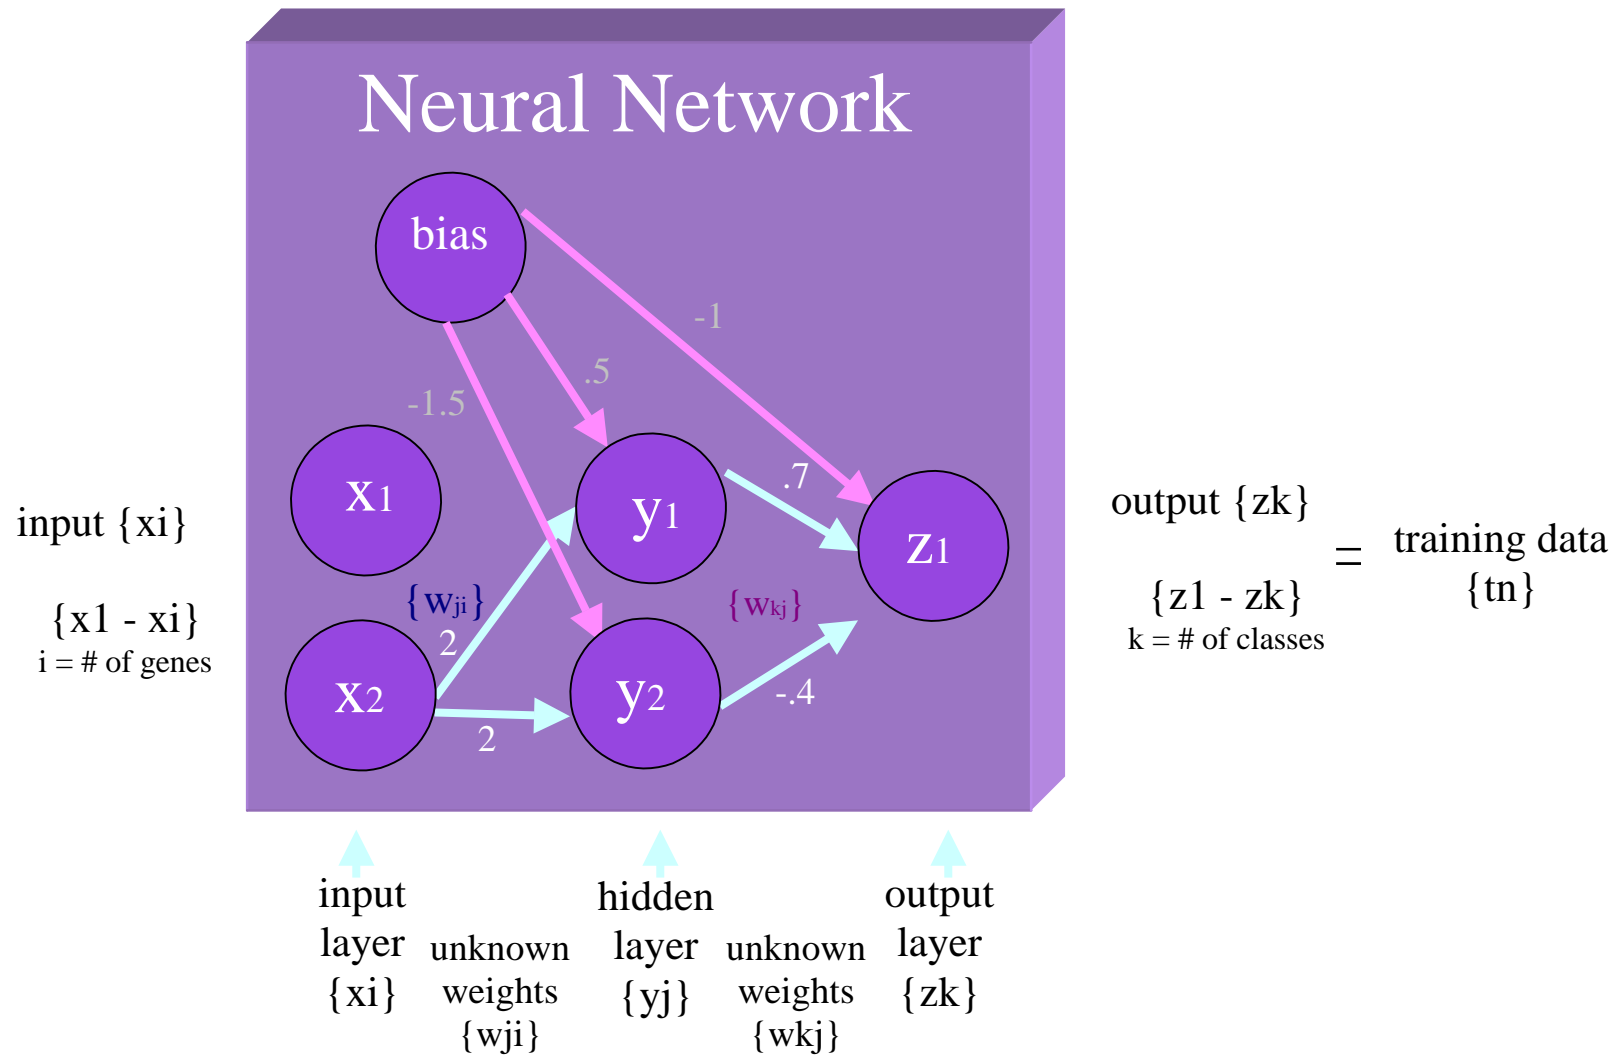 Neural Network
bias
-1
.5
-1.5
x1
y1
.7
z1
input {xi}
{x1 - xi}
i = # of genes
{wji}
2
{wkj}
x2
y2
2
-.4
output {zk}
{z1 - zk}
k = # of classes
=
training data
{tn}
input
layer
{xi}
unknown
weights
{wji}
hidden
layer
{yj}
unknown
weights
{wkj}
output
layer
{zk}